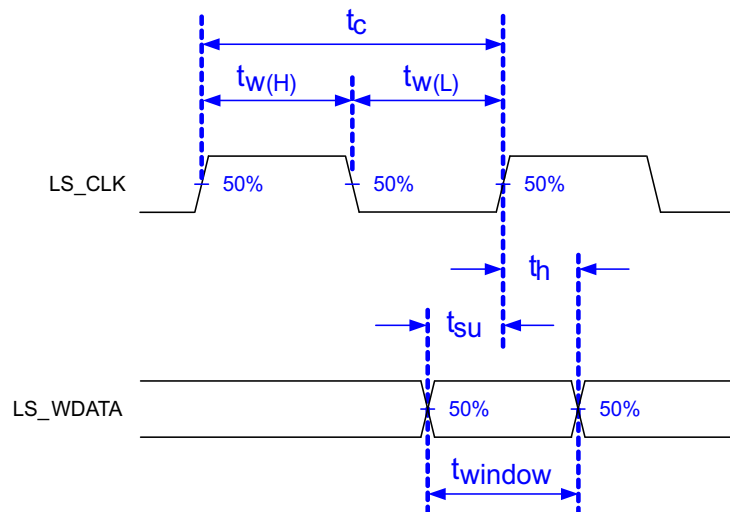 tc
tw(H) tw(L)
LS_CLK 50% 50% 50%
th
tsu
LS_WDATA 50% 50%
twindow